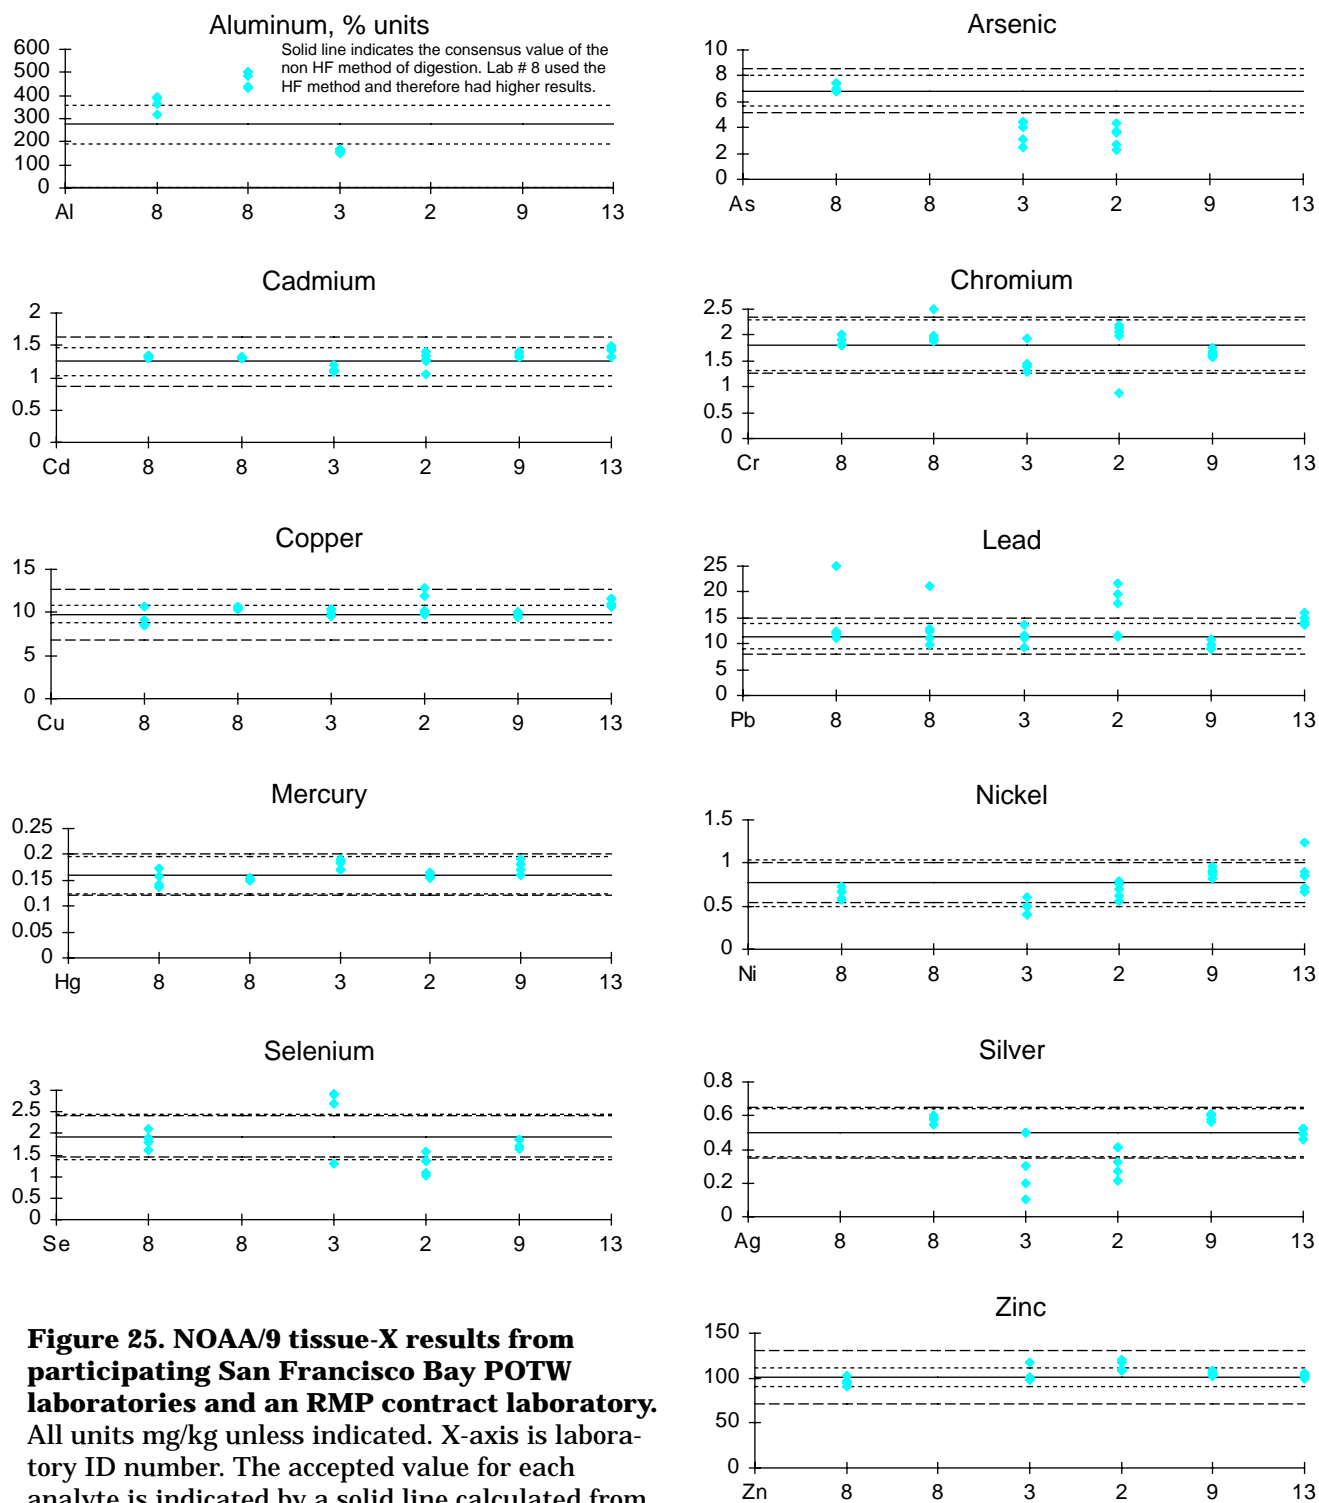 Aluminum, % units
Solid line indicates the consensus value of the
non HF method of digestion. Lab # 8 used the
HF method and therefore had higher results.
600
500
400
300
200
100
0
Al 8 8 3 2 9 13
Arsenic
10
8
6
4
2
0
As 8 8 3 2 9 13
Cadmium
2
1.5
1
0.5
0
Cd 8 8 3 2 9 13
Chromium
2.5
2
1.5
1
0.5
0
Cr 8 8 3 2 9 13
Copper
15
10
5
0
Cu 8 8 3 2 9 13
Lead
25
20
15
10
5
0
Pb 8 8 3 2 9 13
Mercury
0.25
0.2
0.15
0.1
0.05
0
Hg 8 8 3 2 9 13
Nickel
1.5
1
0.5
0
Ni 8 8 3 2 9 13
Selenium
3
2.5
2
1.5
1
0.5
0
Se 8 8 3 2 9 13
Silver
0.8
0.6
0.4
0.2
0
Ag 8 8 3 2 9 13
Zinc
150
100
50
0
Zn 8 8 3 2 9 13
Figure 25. NOAA/9 tissue-X results from
participating San Francisco Bay POTW
laboratories and an RMP contract laboratory.
All units mg/kg unless indicated. X-axis is labora-
tory ID number. The accepted value for each
analyte is indicated by a solid line calculated from